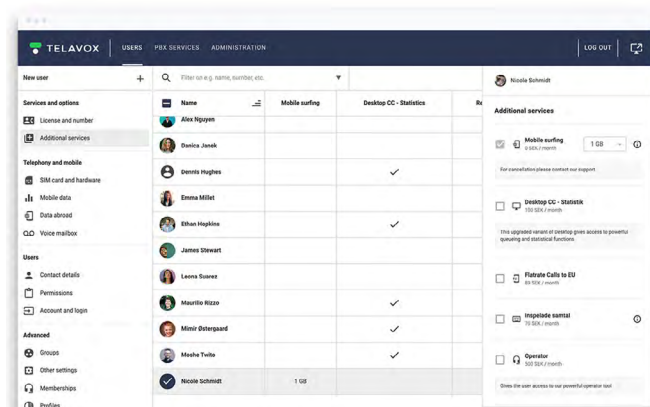 TELAVOX
USERS
PBX SERVICES
ADMINISTRATION
LOG OUT
New user
Services and options
License and number
Additional services
Telephony and mobile
SIM card and hardware
Mobile data
Data abroad
Voice mailbox
Users
Contact details
Permissions
Account and login
Advanced
Groups
Other settings
Memberships
Profiles
Filter on e.g. name, number, etc.
Name
Mobile surfing
Desktop CC - Statistics
Re
Alex Nguyen
Danica Janek
Dennis Hughes
Emma Millet
Ethan Hopkins
James Stewart
Leona Suarez
Maurilio Rizzo
Mimir Østergaard
Moshe Twito
Nicole Schmidt
1 GB
Nicole Schmidt
Additional services
Mobile surfing
0 SEK / month
1 GB
For cancellation please contact our support
Desktop CC - Statistik
150 SEK / month
This upgraded variant of Desktop gives access to powerful
queueing and statistical functions
Flatrate Calls to EU
89 SEK / month
Inspelade samtal
70 SEK / month
Operator
500 SEK / month
Gives the user access to our powerful operator tool